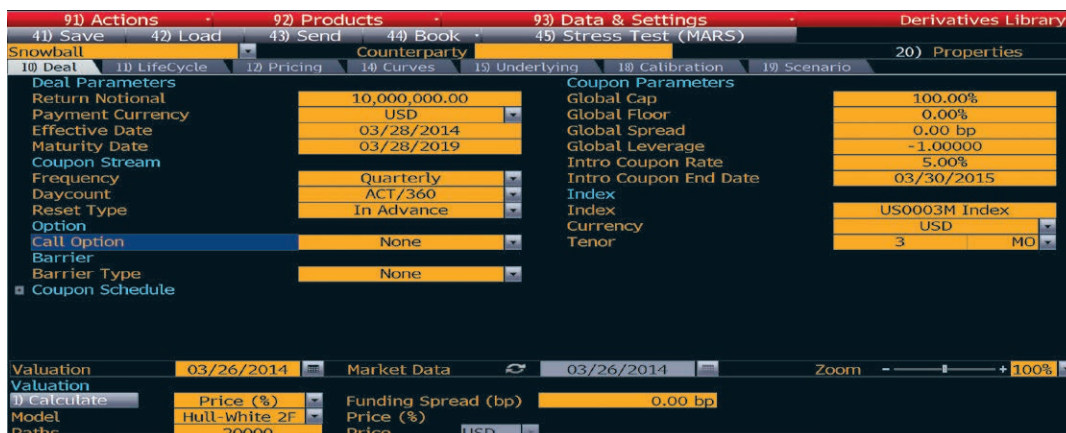 91) Actions 92) Products 93) Data & Settings Derivatives Library
41) Save 42) Load 43) Send 44) Book 45) Stress Test (MARS)
Snowball Counterparty 20) Properties
10) Deal 11) LifeCycle 12) Pricing 14) Curves 15) Underlying 18) Calibration 19) Scenario
Deal Parameters Coupon Parameters
Return Notional 10,000,000.00 Global Cap 100.00%
Payment Currency USD Global Floor 0.00%
Effective Date 03/28/2014 Global Spread 0.00 bp
Maturity Date 03/28/2019 Global Leverage -1.00000
Coupon Stream Intro Coupon Rate 5.00%
Frequency Quarterly Intro Coupon End Date 03/30/2015
Daycount ACT/360 Index
Reset Type In Advance Index US0003M Index
Option Currency USD
Call Option None Tenor 3 MO
Barrier
Barrier Type None
Coupon Schedule
Valuation 03/26/2014 Market Data 03/26/2014 Zoom - + 100%
Valuation
1) Calculate Price (%) Funding Spread (bp) 0.00 bp
Model Hull-White 2F Price (%)
Paths 20000 Price USD